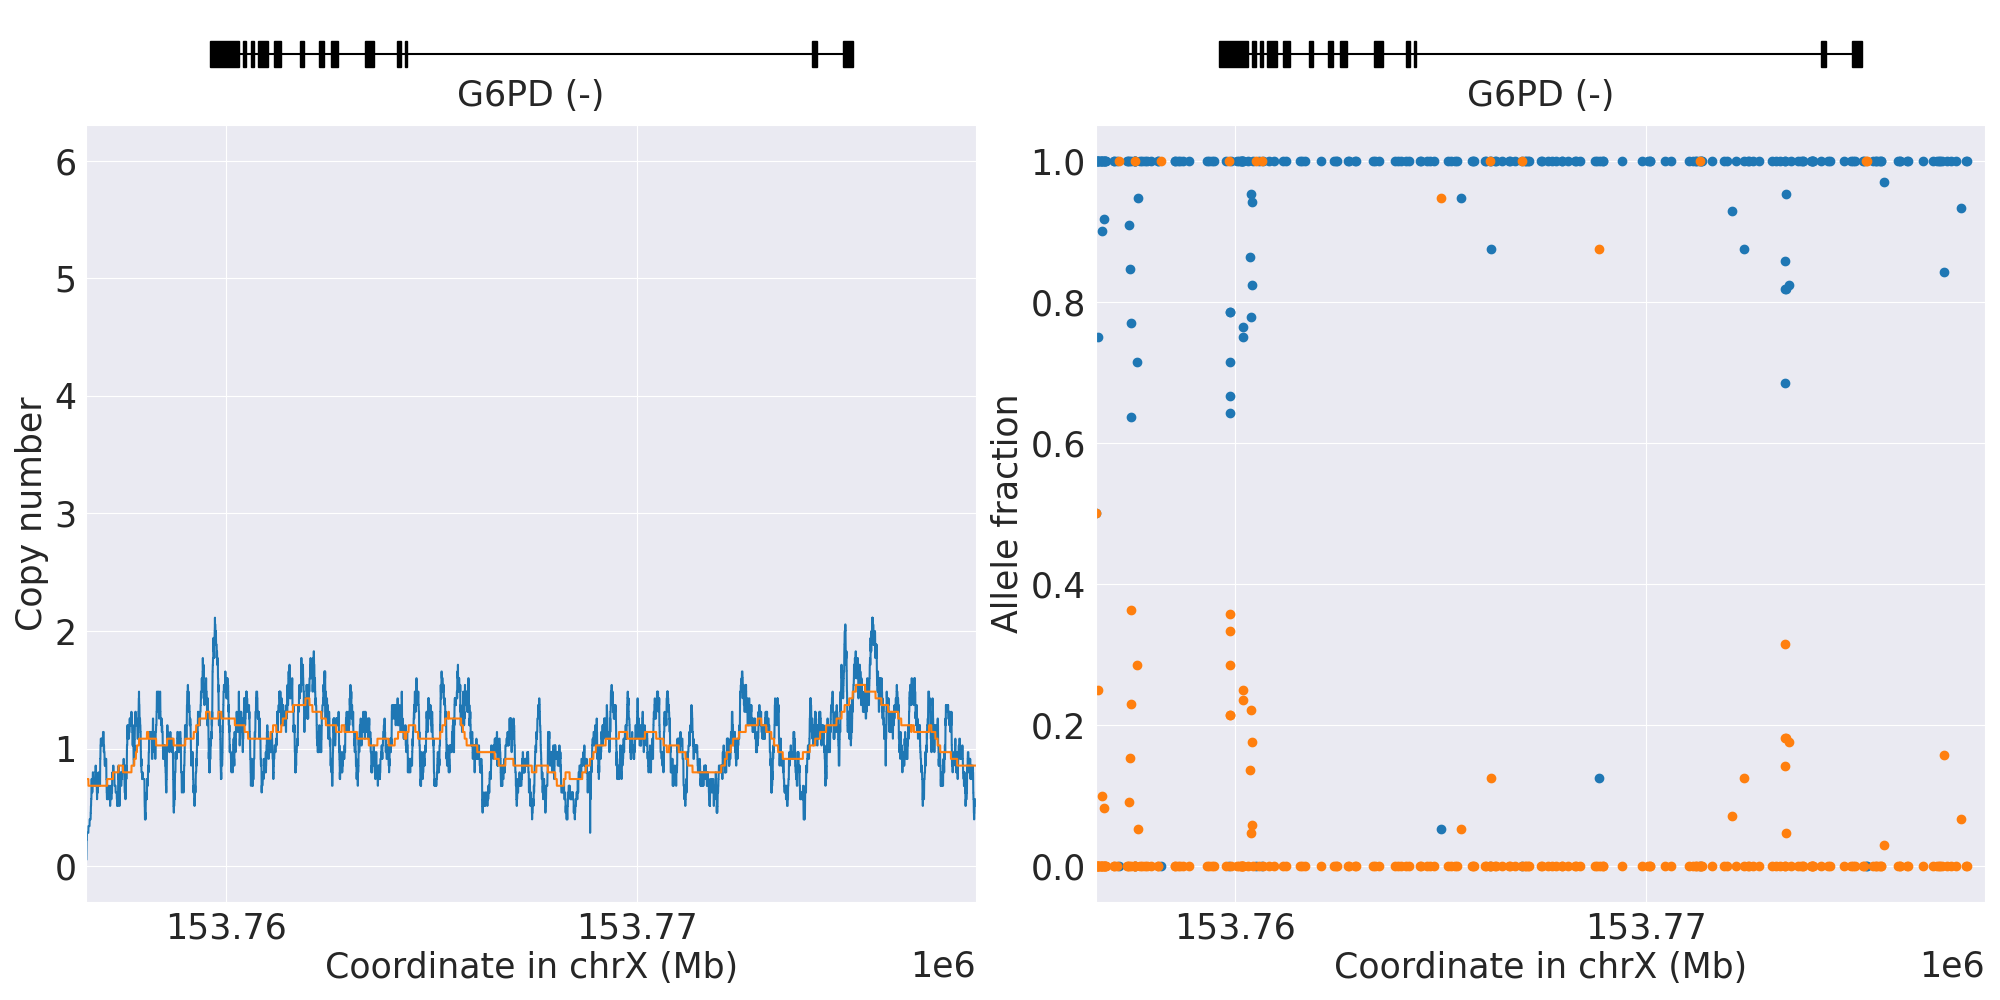 G6PD (-)
6
5
4
3
2
1
0
Copy number
153.76
153.77
Coordinate in chrX (Mb)
1e6
G6PD (-)
1.0
0.8
0.6
0.4
0.2
0.0
Allele fraction
153.76
153.77
Coordinate in chrX (Mb)
1e6